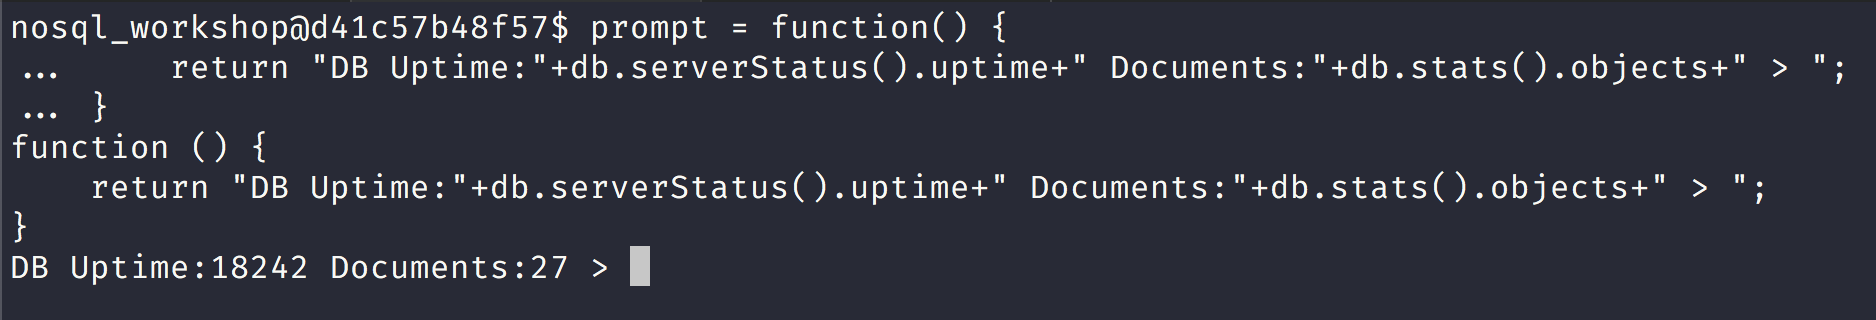 nosql_workshop@d41c57b48f57$ prompt = function() {
...     return "DB Uptime:"+db.serverStatus().uptime+" Documents:"+db.stats().objects+" > ";
... }
function () {
    return "DB Uptime:"+db.serverStatus().uptime+" Documents:"+db.stats().objects+" > ";
}
DB Uptime:18242 Documents:27 >